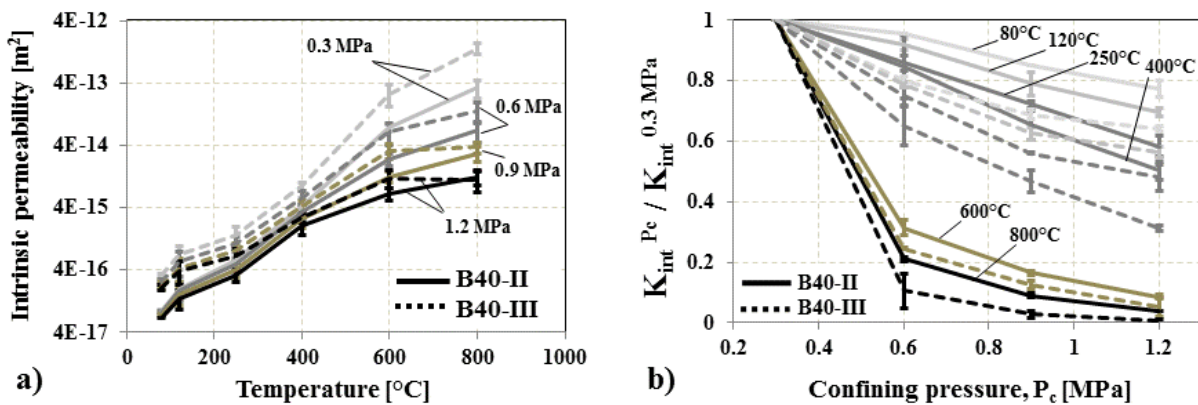 4E-12
4E-13
4E-14
4E-15
4E-16
4E-17
Intrinsic permeability [m²]
0.3 MPa
0.6 MPa
0.9 MPa
1.2 MPa
B40-II
B40-III
0 200 400 600 800 1000
a) Temperature [°C]
1
0.8
0.6
0.4
0.2
0
K_int^Pc / K_int^0.3 MPa
80°C
120°C
250°C
400°C
600°C
800°C
B40-II
B40-III
0.2 0.4 0.6 0.8 1 1.2
b) Confining pressure, P_c [MPa]